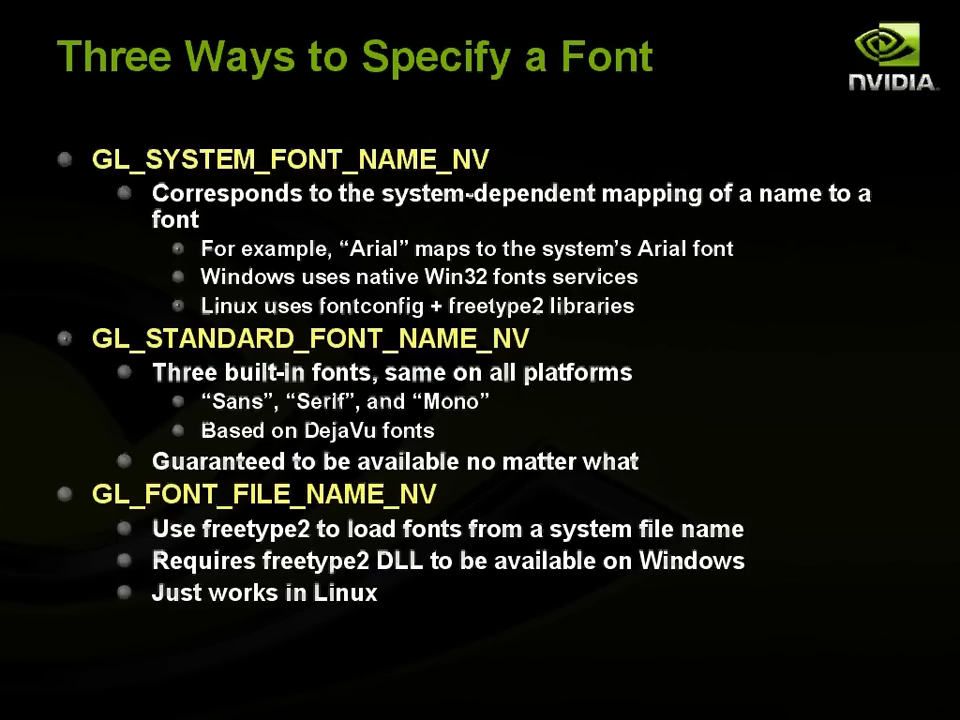 Three Ways to Specify a Font
NVIDIA.
GL_SYSTEM_FONT_NAME_NV
Corresponds to the system-dependent mapping of a name to a
font
For example, “Arial” maps to the system’s Arial font
Windows uses native Win32 fonts services
Linux uses fontconfig + freetype2 libraries
GL_STANDARD_FONT_NAME_NV
Three built-in fonts, same on all platforms
“Sans”, “Serif”, and “Mono”
Based on DejaVu fonts
Guaranteed to be available no matter what
GL_FONT_FILE_NAME_NV
Use freetype2 to load fonts from a system file name
Requires freetype2 DLL to be available on Windows
Just works in Linux